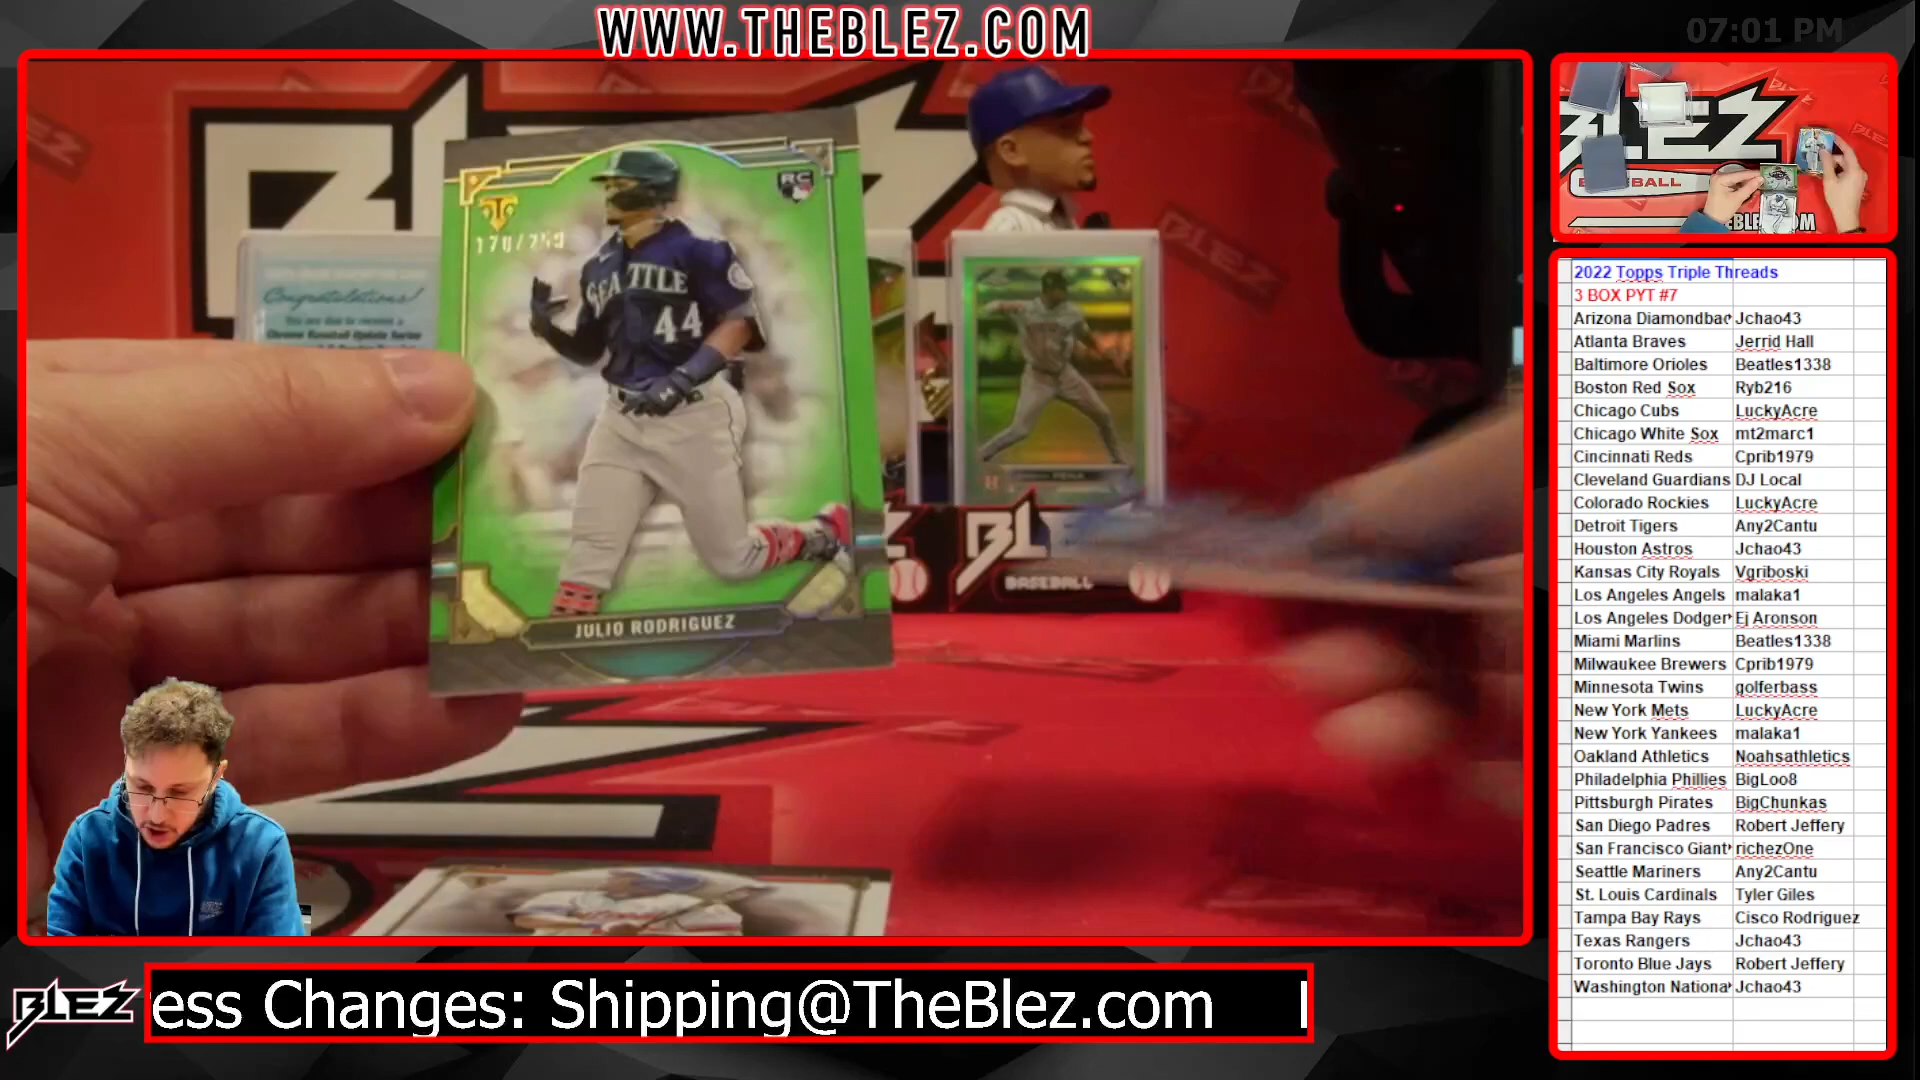 WWW.THEBLEZ.COM
07:01 PM
RC
170/259
SEATTLE
44
JULIO RODRIGUEZ
Congratulations!
BL
BASEBALL
BLEZ
BLEZ
ess Changes: Shipping@TheBlez.com
2022 Topps Triple Threads
3 BOX PYT #7
Arizona Diamondbac Jchao43
Atlanta Braves Jerrid Hall
Baltimore Orioles Beatles1338
Boston Red Sox Ryb216
Chicago Cubs LuckyAcre
Chicago White Sox mt2marc1
Cincinnati Reds Cprib1979
Cleveland Guardians DJ Local
Colorado Rockies LuckyAcre
Detroit Tigers Any2Cantu
Houston Astros Jchao43
Kansas City Royals Vgriboski
Los Angeles Angels malaka1
Los Angeles Dodger Ej Aronson
Miami Marlins Beatles1338
Milwaukee Brewers Cprib1979
Minnesota Twins golferbass
New York Mets LuckyAcre
New York Yankees malaka1
Oakland Athletics Noahsathletics
Philadelphia Phillies BigLoo8
Pittsburgh Pirates BigChunkas
San Diego Padres Robert Jeffery
San Francisco Giant richezOne
Seattle Mariners Any2Cantu
St. Louis Cardinals Tyler Giles
Tampa Bay Rays Cisco Rodriguez
Texas Rangers Jchao43
Toronto Blue Jays Robert Jeffery
Washington Nationa Jchao43